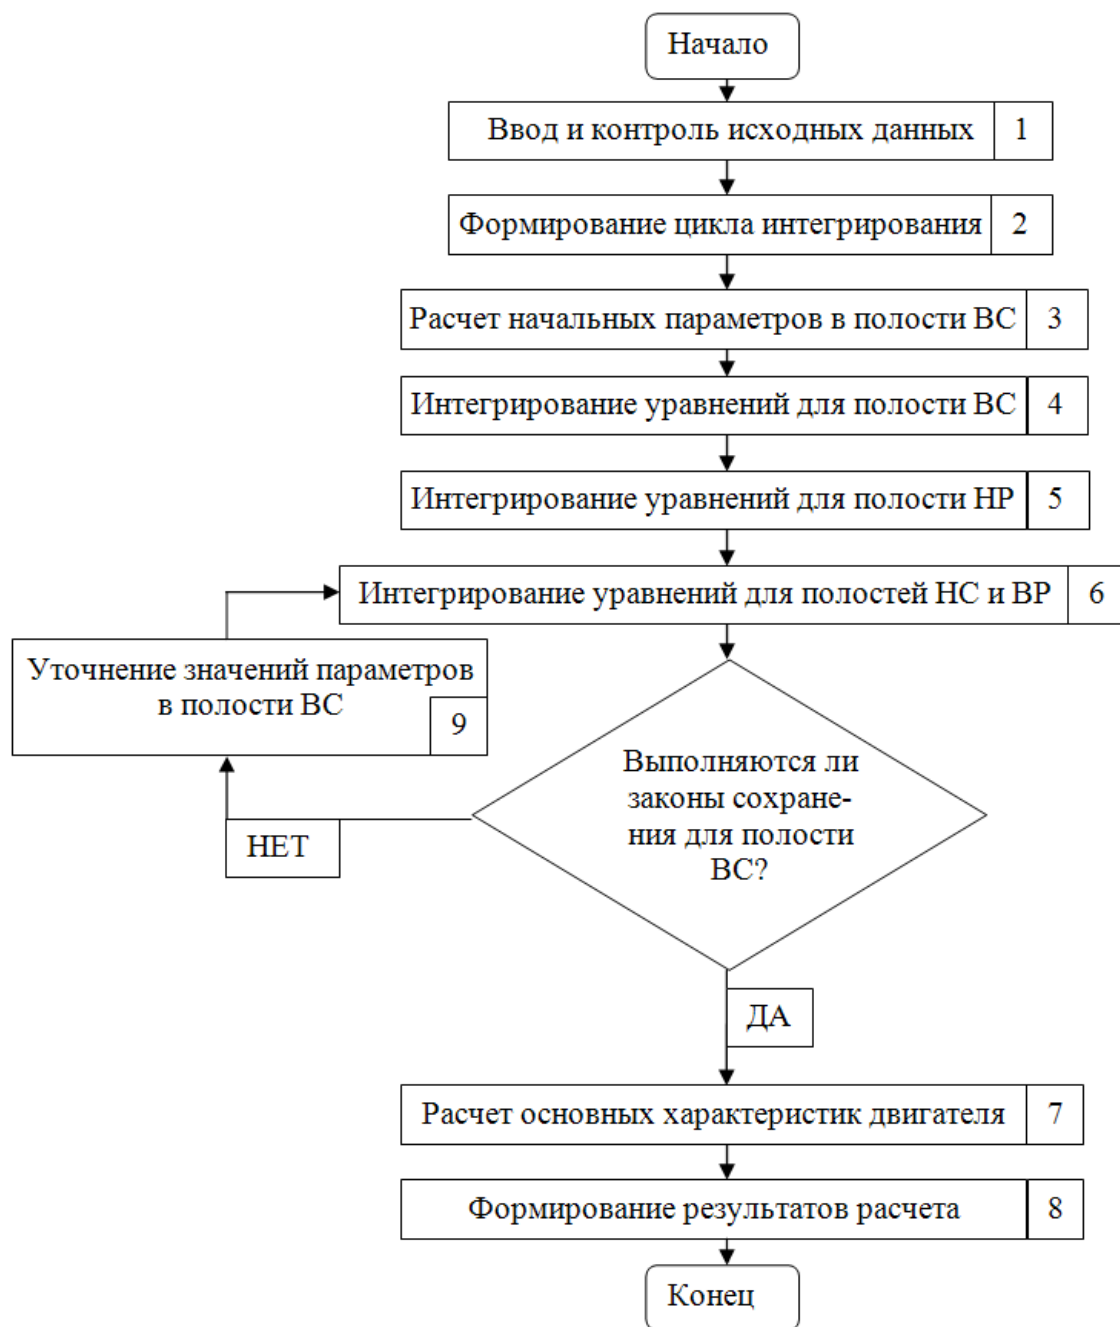 Начало
Ввод и контроль исходных данных 1
Формирование цикла интегрирования 2
Расчет начальных параметров в полости ВС 3
Интегрирование уравнений для полости ВС 4
Интегрирование уравнений для полости НР 5
Интегрирование уравнений для полостей НС и ВР 6
Уточнение значений параметров
в полости ВС
9
Выполняются ли
законы сохране-
ния для полости
ВС?
НЕТ
ДА
Расчет основных характеристик двигателя 7
Формирование результатов расчета 8
Конец